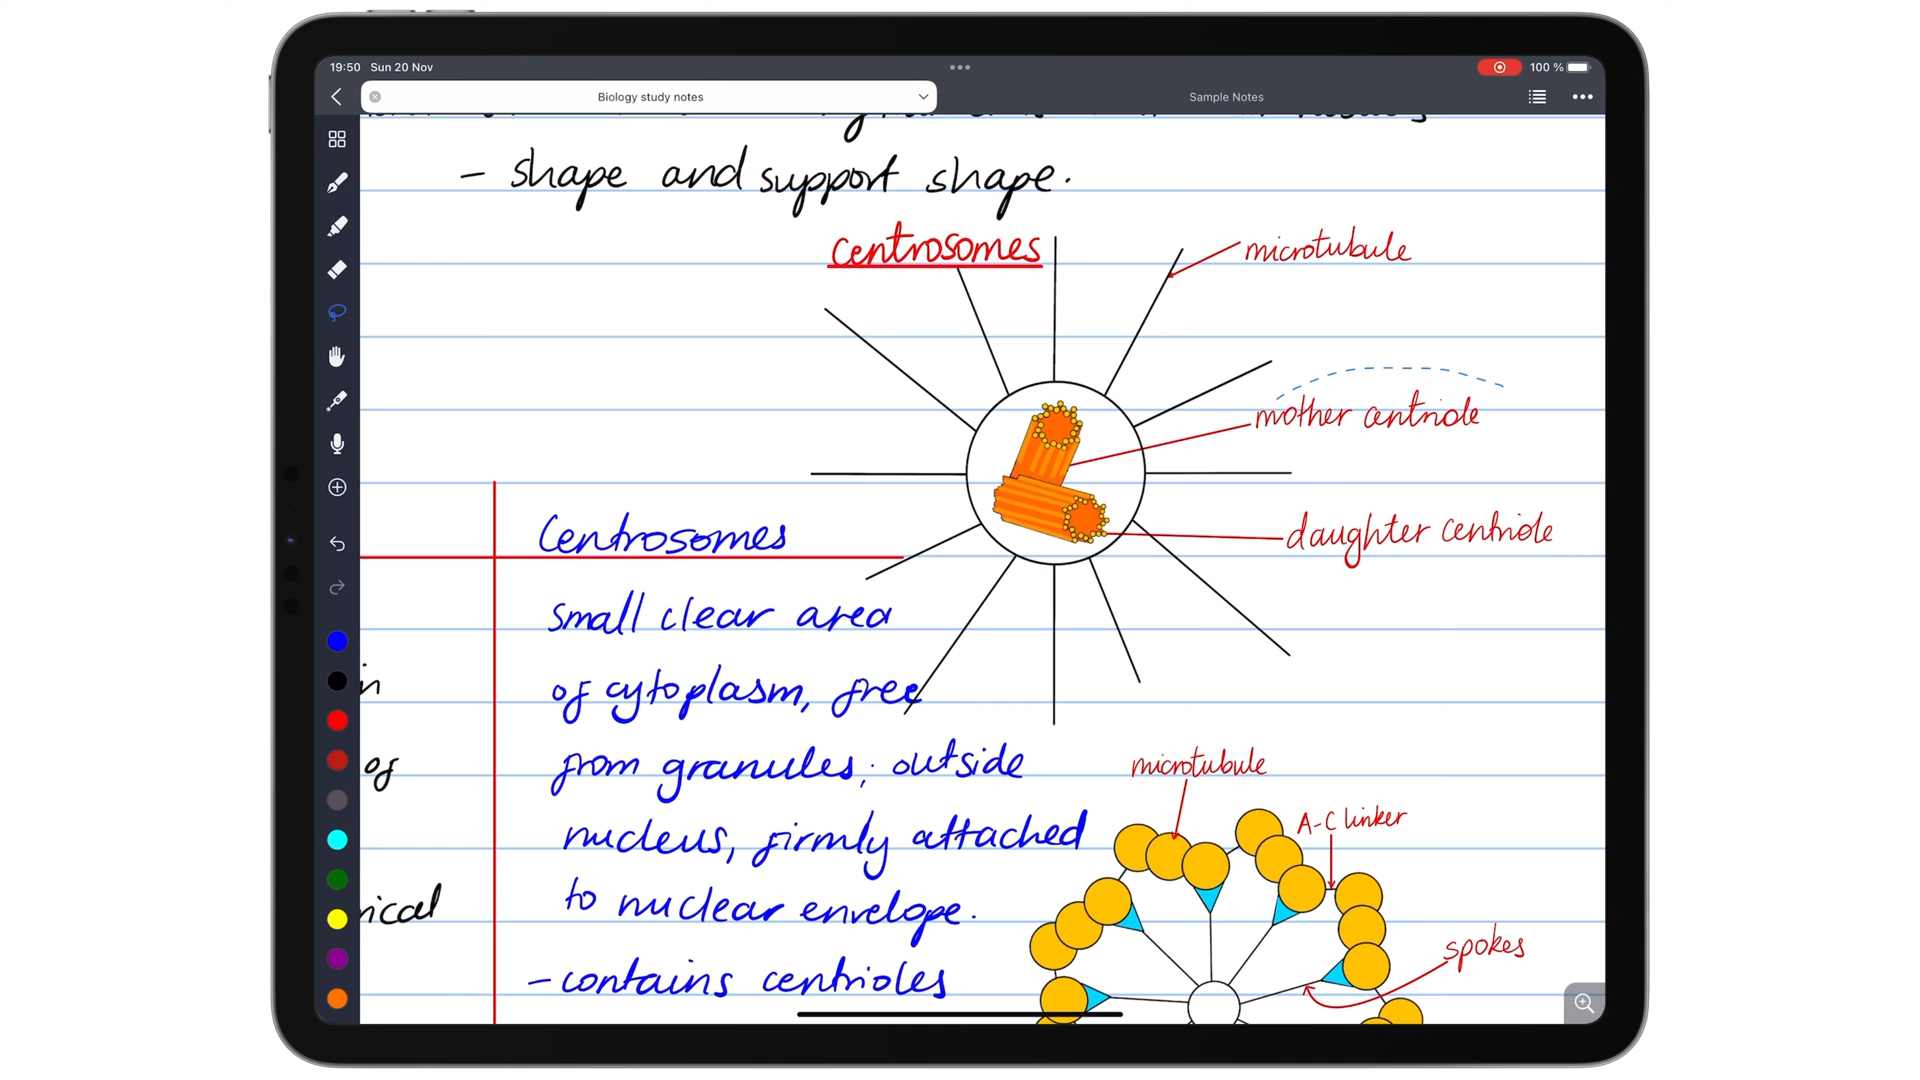 19:50 Sun 20 Nov
100 %
Biology study notes
Sample Notes
- shape and support shape.
Centrosomes
microtubule
mother centriole
daughter centriole
Centrosomes
small clear area
of cytoplasm, free
from granules; outside
nucleus, firmly attached
to nuclear envelope.
- contains centrioles
of
microtubule
A-C linker
spokes